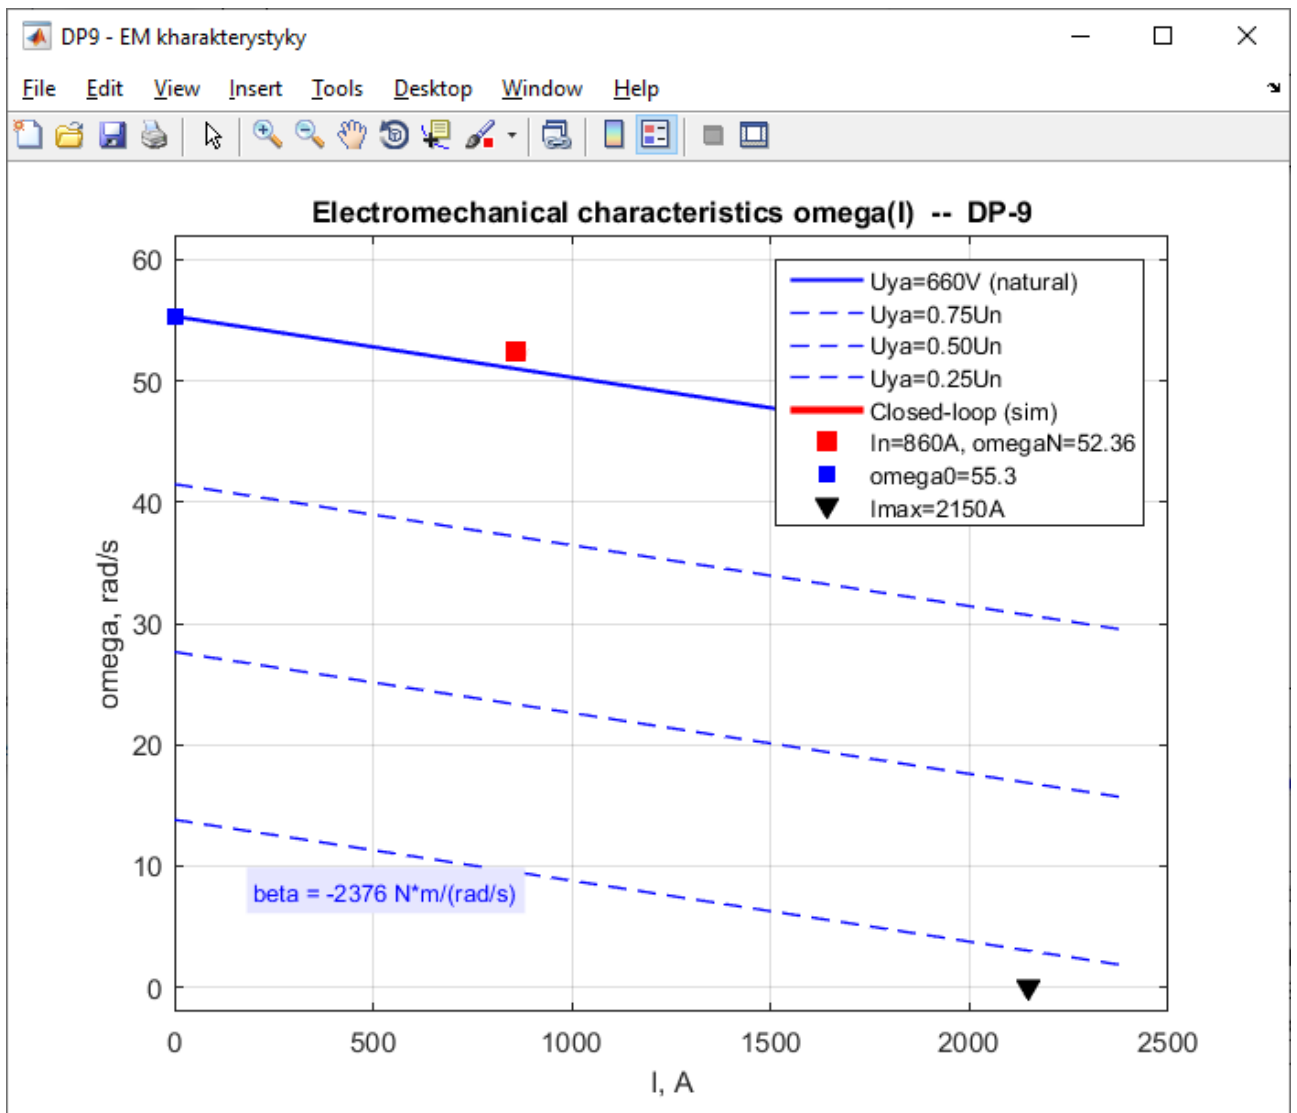 DP9 - EM kharakterystyky
File Edit View Insert Tools Desktop Window Help
Electromechanical characteristics omega(I) -- DP-9
omega, rad/s
60
50
40
30
20
10
0
Uya=660V (natural)
Uya=0.75Un
Uya=0.50Un
Uya=0.25Un
Closed-loop (sim)
In=860A, omegaN=52.36
omega0=55.3
Imax=2150A
beta = -2376 N*m/(rad/s)
0 500 1000 1500 2000 2500
I, A